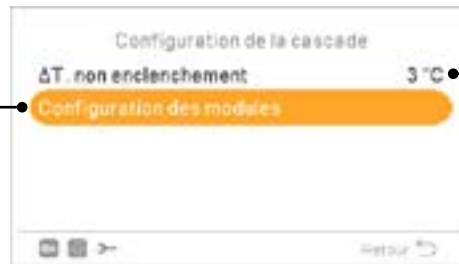 Configuration de la cascade
ΔT. non enclenchement 3 °C
Configuration des modules
Retour